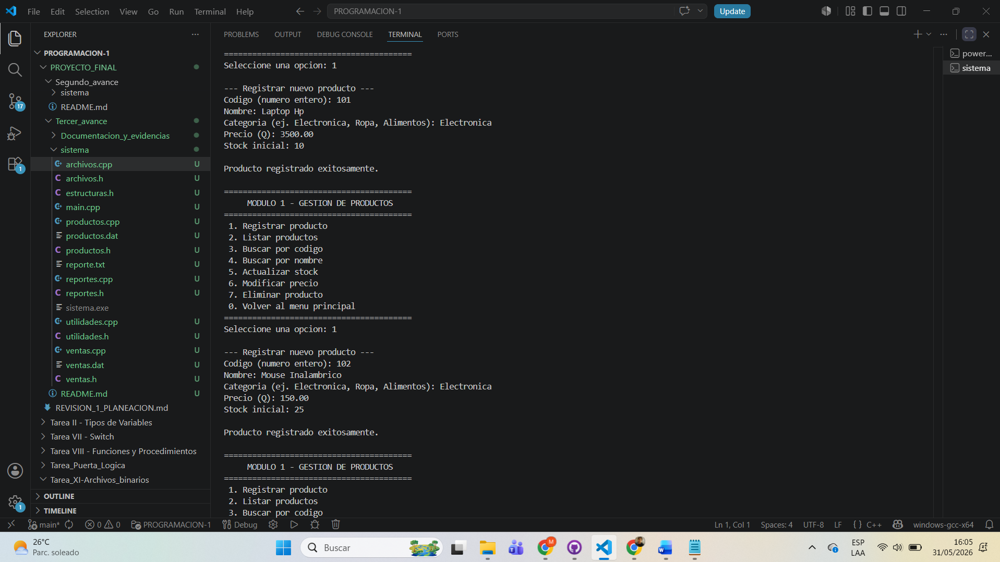 File Edit Selection View Go Run Terminal Help
PROGRAMACION-1
Update
EXPLORER
PROGRAMACION-1
PROYECTO_FINAL
Segundo_avance
sistema
README.md
Tercer_avance
Documentacion_y_evidencias
sistema
archivos.cpp U
archivos.h U
estructuras.h U
main.cpp U
productos.cpp U
productos.dat U
productos.h U
reporte.txt U
reportes.cpp U
reportes.h U
sistema.exe
utilidades.cpp U
utilidades.h U
ventas.cpp U
ventas.dat U
ventas.h U
README.md U
REVISION_1_PLANEACION.md
Tarea II - Tipos de Variables
Tarea VII - Switch
Tarea VIII - Funciones y Procedimientos
Tarea_Puerta_Logica
Tarea_XI-Archivos_binarios
OUTLINE
TIMELINE
17
1
1
PROBLEMS OUTPUT DEBUG CONSOLE TERMINAL PORTS
power...
sistema
========================================
Seleccione una opcion: 1
--- Registrar nuevo producto ---
Codigo (numero entero): 101
Nombre: Laptop Hp
Categoria (ej. Electronica, Ropa, Alimentos): Electronica
Precio (Q): 3500.00
Stock inicial: 10
Producto registrado exitosamente.
========================================
MODULO 1 - GESTION DE PRODUCTOS
========================================
1. Registrar producto
2. Listar productos
3. Buscar por codigo
4. Buscar por nombre
5. Actualizar stock
6. Modificar precio
7. Eliminar producto
0. Volver al menu principal
========================================
Seleccione una opcion: 1
--- Registrar nuevo producto ---
Codigo (numero entero): 102
Nombre: Mouse Inalambrico
Categoria (ej. Electronica, Ropa, Alimentos): Electronica
Precio (Q): 150.00
Stock inicial: 25
Producto registrado exitosamente.
========================================
MODULO 1 - GESTION DE PRODUCTOS
========================================
1. Registrar producto
2. Listar productos
3. Buscar por codigo
main* 0 0 PROGRAMACION-1 Debug
Ln 1, Col 1 Spaces: 4 UTF-8 LF {} C++ windows-gcc-x64
26°C
Parc. soleado
Buscar
M
T
W
ESP
LAA
16:05
31/05/2026